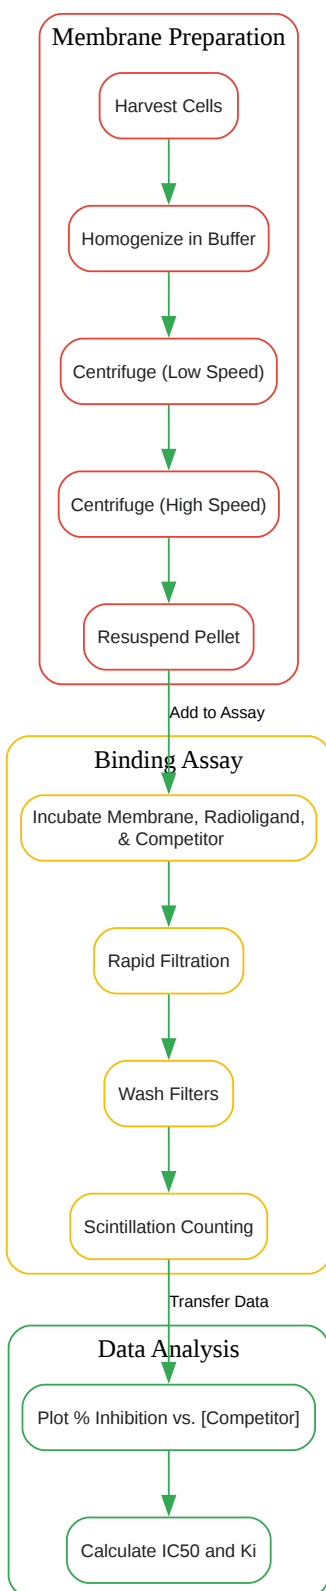 Membrane Preparation
Harvest Cells
Homogenize in Buffer
Centrifuge (Low Speed)
Centrifuge (High Speed)
Resuspend Pellet
Add to Assay
Binding Assay
Incubate Membrane, Radioligand,
& Competitor
Rapid Filtration
Wash Filters
Scintillation Counting
Transfer Data
Data Analysis
Plot % Inhibition vs. [Competitor]
Calculate IC50 and Ki